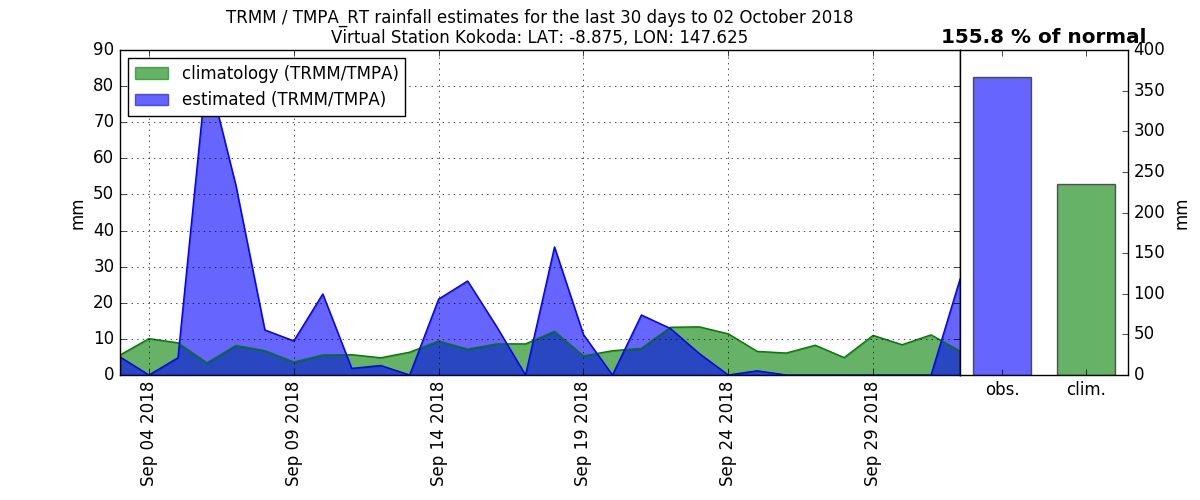 TRMM / TMPA_RT rainfall estimates for the last 30 days to 02 October 2018
Virtual Station Kokoda: LAT: -8.875, LON: 147.625
155.8 % of normal
climatology (TRMM/TMPA)
estimated (TRMM/TMPA)
90
80
70
60
50
40
30
20
10
0
mm
Sep 04 2018
Sep 09 2018
Sep 14 2018
Sep 19 2018
Sep 24 2018
Sep 29 2018
400
350
300
250
200
150
100
50
0
mm
obs.
clim.